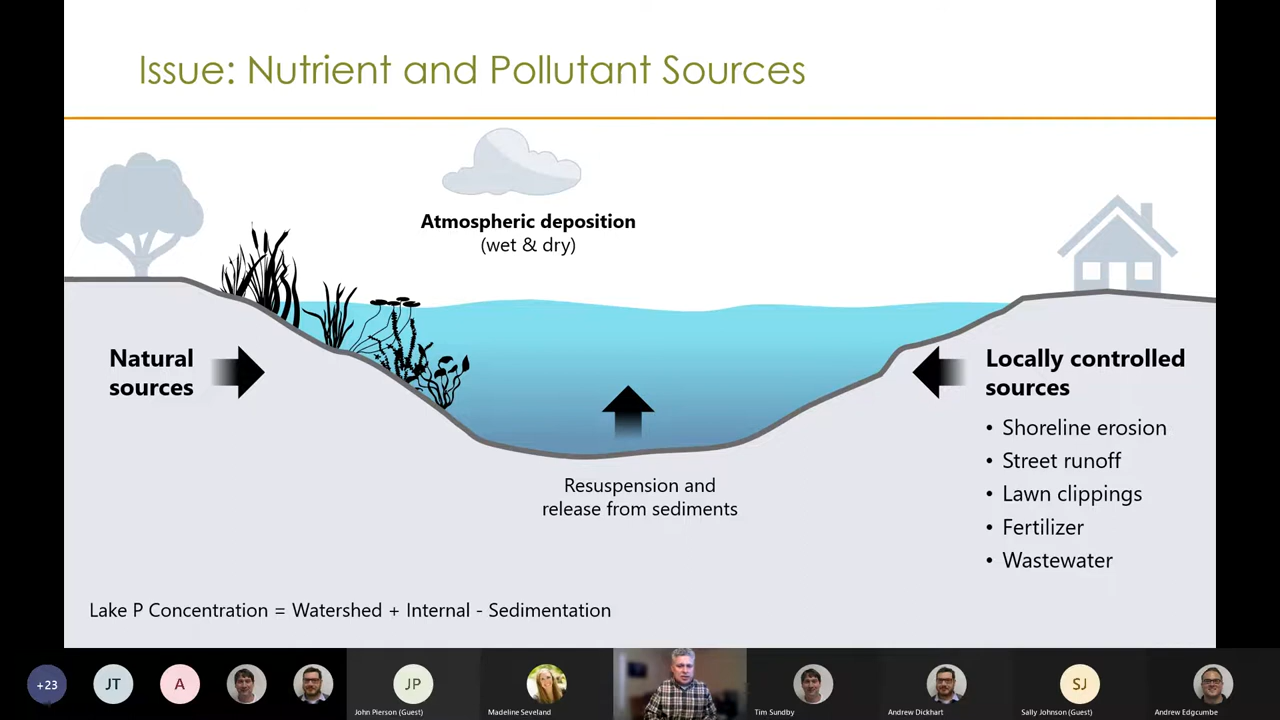 Issue: Nutrient and Pollutant Sources
Atmospheric deposition
(wet & dry)
Natural
sources
Locally controlled
sources
• Shoreline erosion
• Street runoff
• Lawn clippings
• Fertilizer
• Wastewater
Resuspension and
release from sediments
Lake P Concentration = Watershed + Internal - Sedimentation
+23
JT
A
JP
SJ
John Pierson (Guest)
Madeline Seveland
Tim Sundby
Andrew Dickhart
Sally Johnson (Guest)
Andrew Edgcumbe